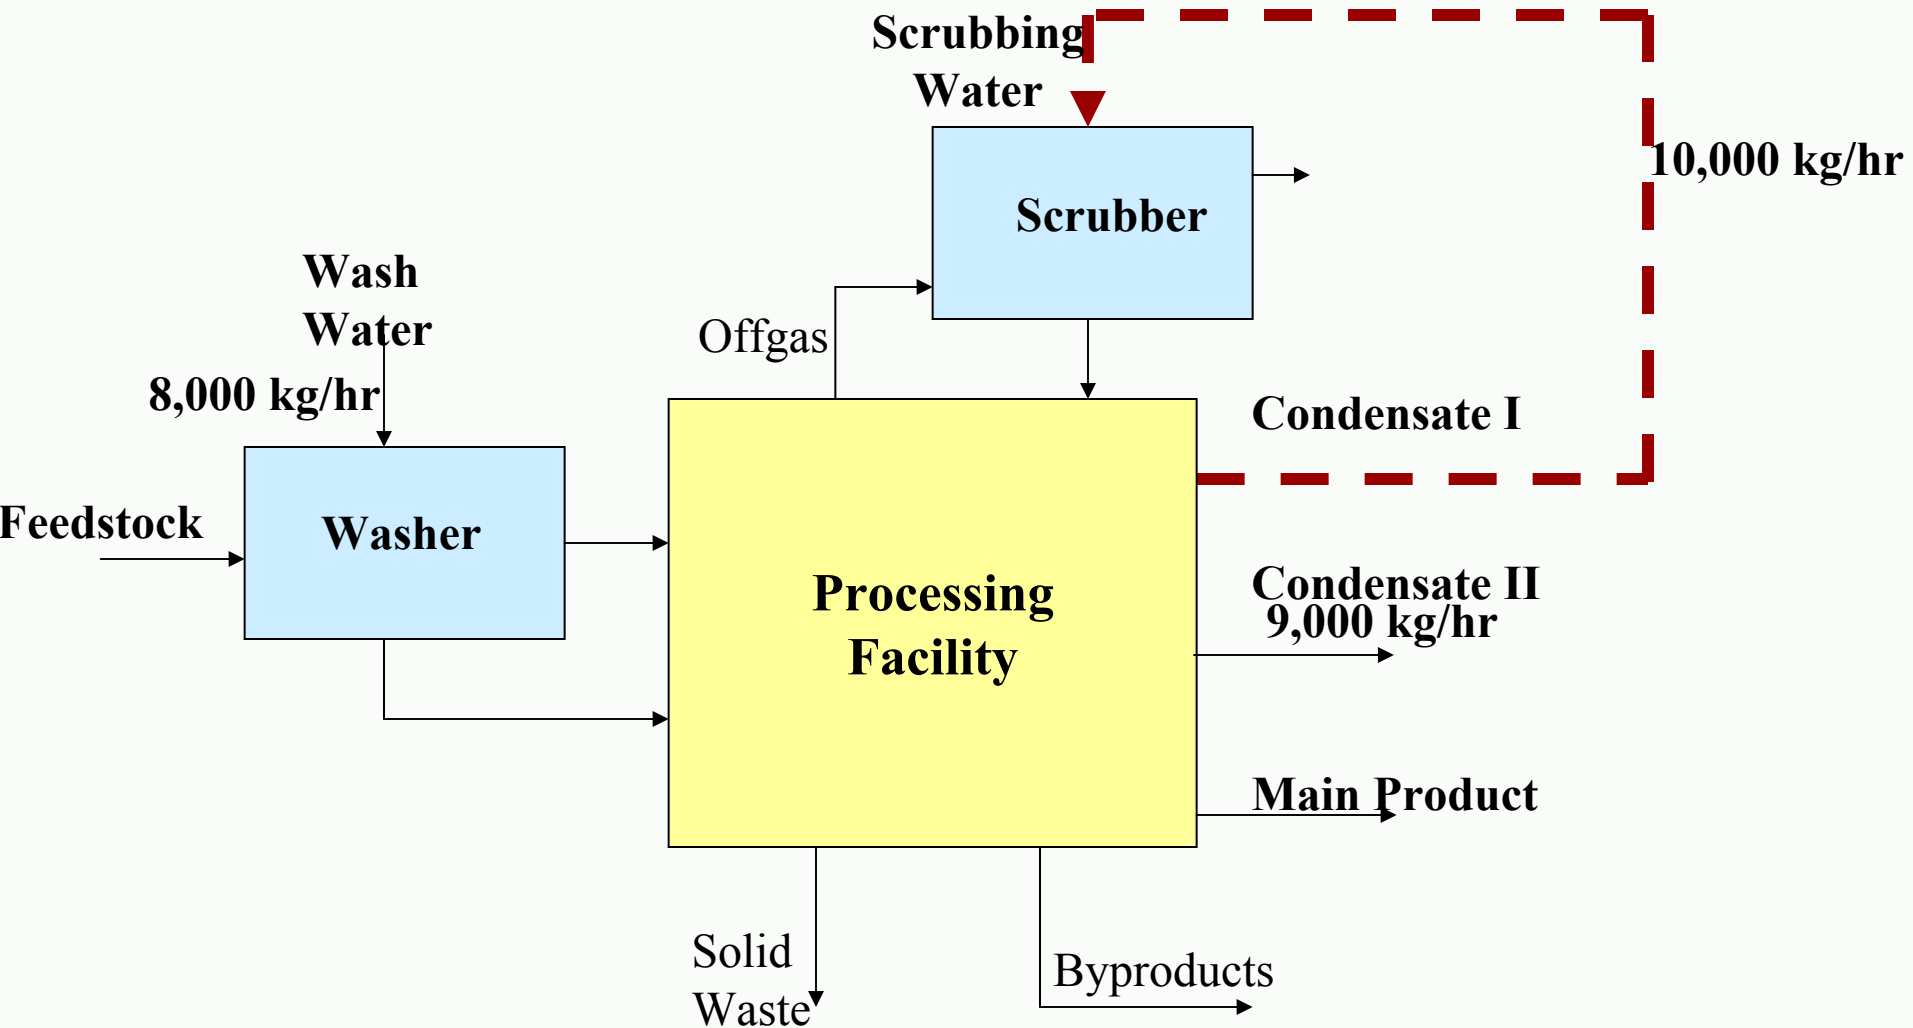 Scrubbing
Water
10,000 kg/hr
Scrubber
Wash
Water
Offgas
8,000 kg/hr
Condensate I
Feedstock
Washer
Processing
Facility
Condensate II
9,000 kg/hr
Main Product
Solid
Waste
Byproducts